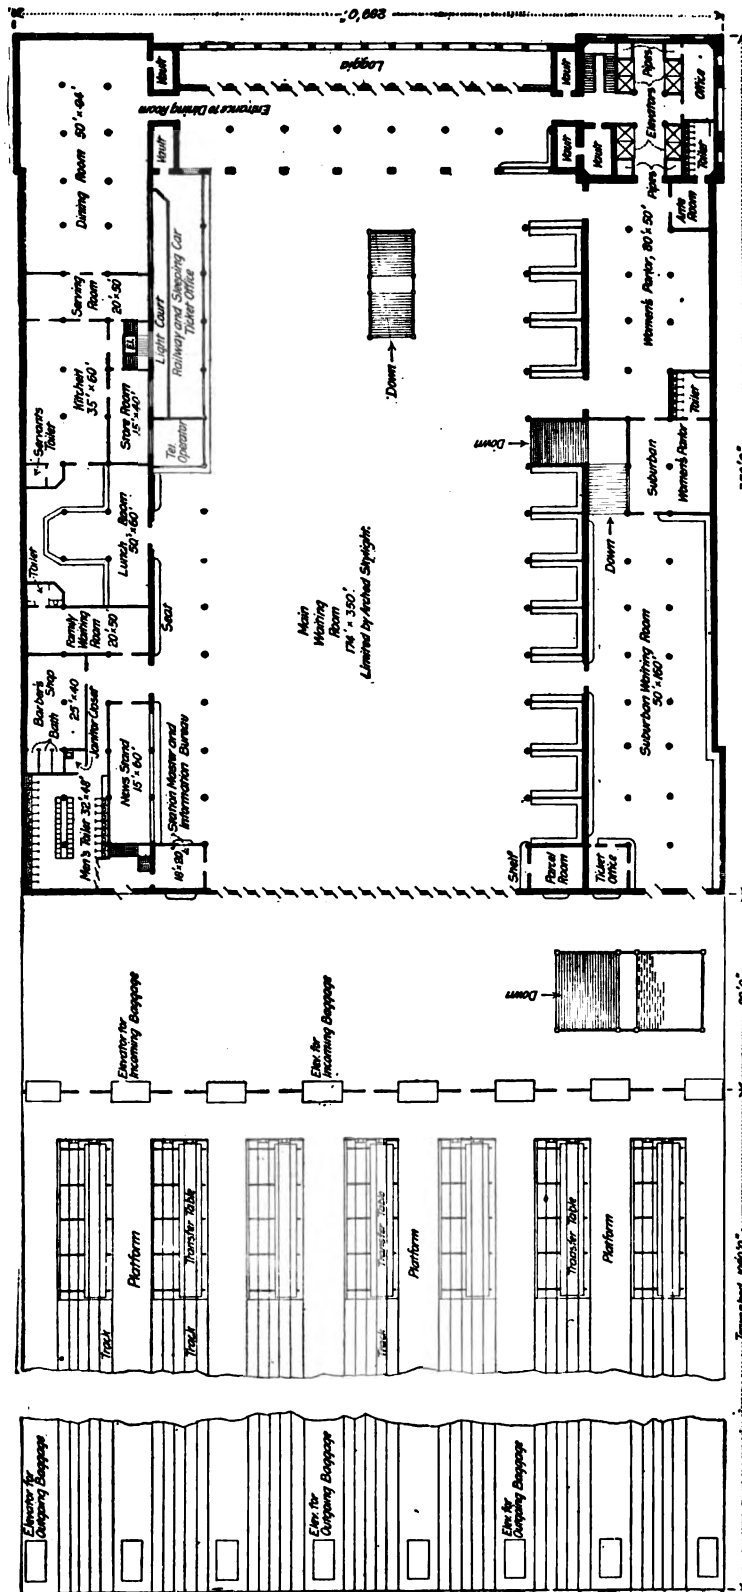 299'0"
Loggia
Vault
Vault
Entrance to Dining Room
Vault
Vault
Vault
Pipes
Elevators
Pipes
Office
Toilet
Ante
Room
Dining Room 50'×94'
Serving
Room
20'×50'
Light Court
Railway and Sleeping Car
Ticket Office
Tel.
Operator
Kitchen
35'×60'
Store Room
15'×40'
Servants
Toilet
Lunch Room
50'×60'
Toilet
Family
Waiting
Room
20'×50'
Seat
Barber's
Shop
Bath
25'×40
Janitor Closet
News Stand
15'×60'
Men's Toilet 32'×48'
Station Master and
Information Bureau
18'×20'
Main
Waiting
Room
174' × 350'.
(Limited by Arched Skylight.
Down
Down
Down
Women's Parlor, 80'×50'
Toilet
Suburban
Women's Parlor
Suburban Waiting Room
50'×160'
Shelf
Parcel
Room
Ticket
Office
Down
Elevator for
Incoming Baggage
Elev. for
Incoming Baggage
Platform
Transfer Table
Transfer Table
Platform
Transfer Table
Platform
Track
Track
Track
Elevator for
Outgoing Baggage
Elev. for
Outgoing Baggage
Elev. for
Outgoing Baggage